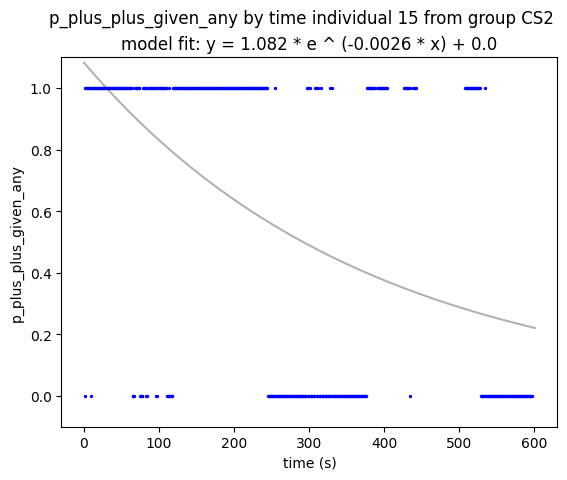 p_plus_plus_given_any by time individual 15 from group CS2
model fit: y = 1.082 * e ^ (-0.0026 * x) + 0.0
p_plus_plus_given_any
1.0
0.8
0.6
0.4
0.2
0.0
0 100 200 300 400 500 600
time (s)